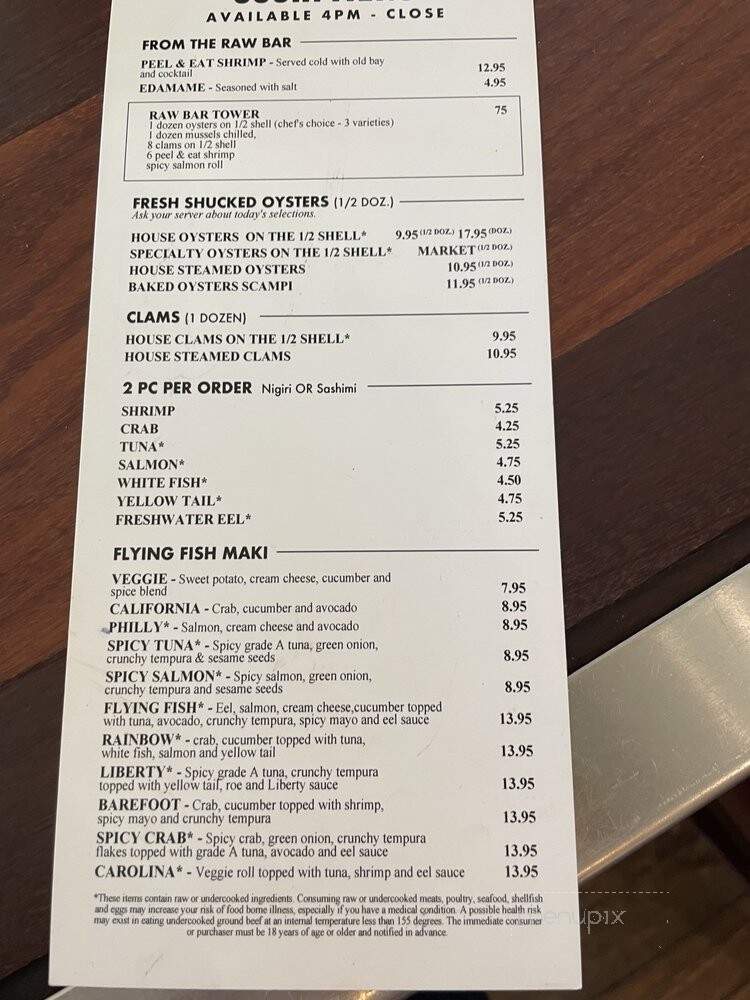 AVAILABLE 4PM - CLOSE
FROM THE RAW BAR
PEEL & EAT SHRIMP - Served cold with old bay
and cocktail 12.95
EDAMAME - Seasoned with salt 4.95
RAW BAR TOWER 75
1 dozen oysters on 1/2 shell (chef's choice - 3 varieties)
1 dozen mussels chilled,
8 clams on 1/2 shell
6 peel & eat shrimp
spicy salmon roll
FRESH SHUCKED OYSTERS (1/2 DOZ.)
Ask your server about today's selections.
HOUSE OYSTERS ON THE 1/2 SHELL* 9.95 (1/2 DOZ.) 17.95 (DOZ.)
SPECIALTY OYSTERS ON THE 1/2 SHELL* MARKET (1/2 DOZ.)
HOUSE STEAMED OYSTERS 10.95 (1/2 DOZ.)
BAKED OYSTERS SCAMPI 11.95 (1/2 DOZ.)
CLAMS (1 DOZEN)
HOUSE CLAMS ON THE 1/2 SHELL* 9.95
HOUSE STEAMED CLAMS 10.95
2 PC PER ORDER Nigiri OR Sashimi
SHRIMP 5.25
CRAB 4.25
TUNA* 5.25
SALMON* 4.75
WHITE FISH* 4.50
YELLOW TAIL* 4.75
FRESHWATER EEL* 5.25
FLYING FISH MAKI
VEGGIE - Sweet potato, cream cheese, cucumber and
spice blend 7.95
CALIFORNIA - Crab, cucumber and avocado 8.95
PHILLY* - Salmon, cream cheese and avocado 8.95
SPICY TUNA* - Spicy grade A tuna, green onion,
crunchy tempura & sesame seeds 8.95
SPICY SALMON* - Spicy salmon, green onion,
crunchy tempura and sesame seeds 8.95
FLYING FISH* - Eel, salmon, cream cheese,cucumber topped
with tuna, avocado, crunchy tempura, spicy mayo and eel sauce 13.95
RAINBOW* - crab, cucumber topped with tuna,
white fish, salmon and yellow tail 13.95
LIBERTY* - Spicy grade A tuna, crunchy tempura
topped with yellow tail, roe and Liberty sauce 13.95
BAREFOOT - Crab, cucumber topped with shrimp,
spicy mayo and crunchy tempura 13.95
SPICY CRAB* - Spicy crab, green onion, crunchy tempura
flakes topped with grade A tuna, avocado and eel sauce 13.95
CAROLINA* - Veggie roll topped with tuna, shrimp and eel sauce 13.95
*These items contain raw or undercooked ingredients. Consuming raw or undercooked meats, poultry, seafood, shellfish
and eggs may increase your risk of food borne illness, especially if you have a medical condition. A possible health risk
may exist in eating undercooked ground beef at an internal temperature less than 155 degrees. The immediate consumer
or purchaser must be 18 years of age or older and notified in advance.